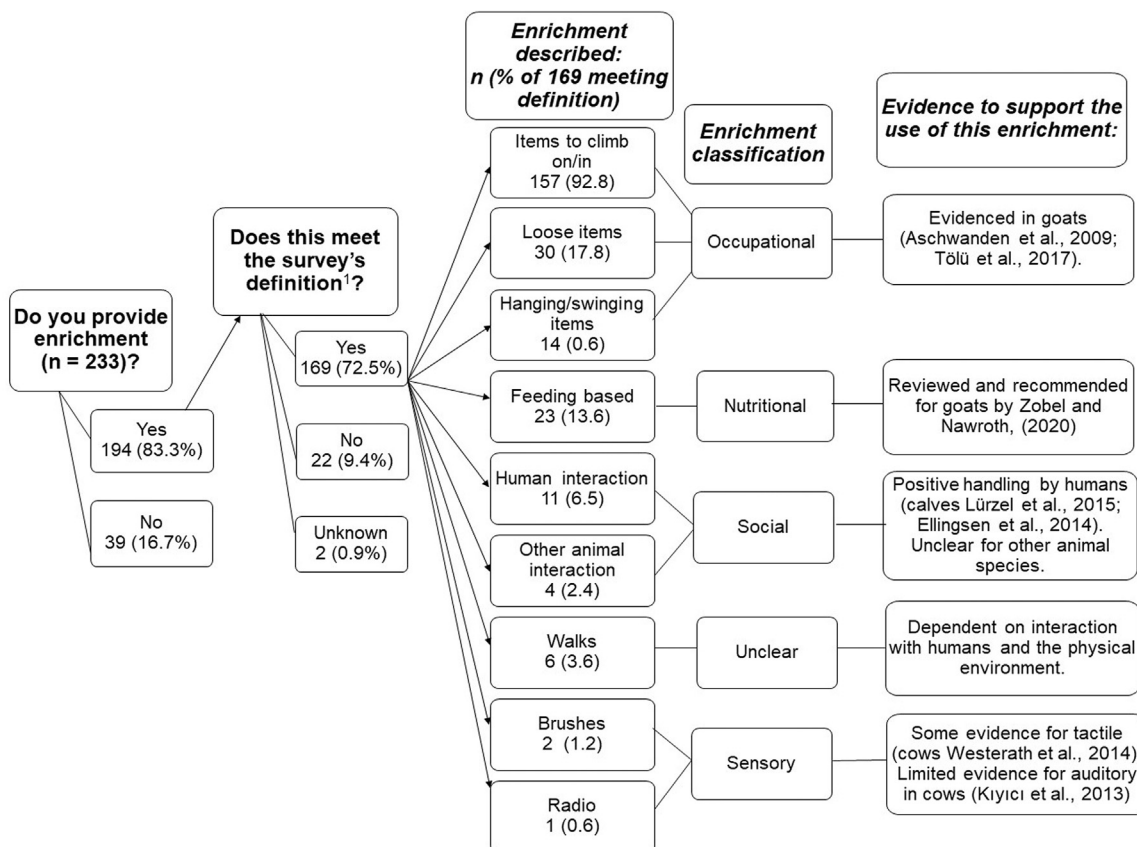 Do you provide
enrichment
(n = 233)?
Yes
194 (83.3%)
No
39 (16.7%)
Does this meet
the survey's
definition¹?
Yes
169 (72.5%)
No
22 (9.4%)
Unknown
2 (0.9%)
Enrichment
described:
n (% of 169 meeting
definition)
Items to climb
on/in
157 (92.8)
Loose items
30 (17.8)
Hanging/swinging
items
14 (0.6)
Feeding based
23 (13.6)
Human interaction
11 (6.5)
Other animal
interaction
4 (2.4)
Walks
6 (3.6)
Brushes
2 (1.2)
Radio
1 (0.6)
Enrichment
classification
Occupational
Nutritional
Social
Unclear
Sensory
Evidence to support the
use of this enrichment:
Evidenced in goats
(Aschwanden et al., 2009;
Tölü et al., 2017).
Reviewed and recommended
for goats by Zobel and
Nawroth, (2020)
Positive handling by humans
(calves Lürzel et al., 2015;
Ellingsen et al., 2014).
Unclear for other animal
species.
Dependent on interaction
with humans and the physical
environment.
Some evidence for tactile
(cows Westerath et al., 2014)
Limited evidence for auditory
in cows (Kıyıcı et al., 2013)